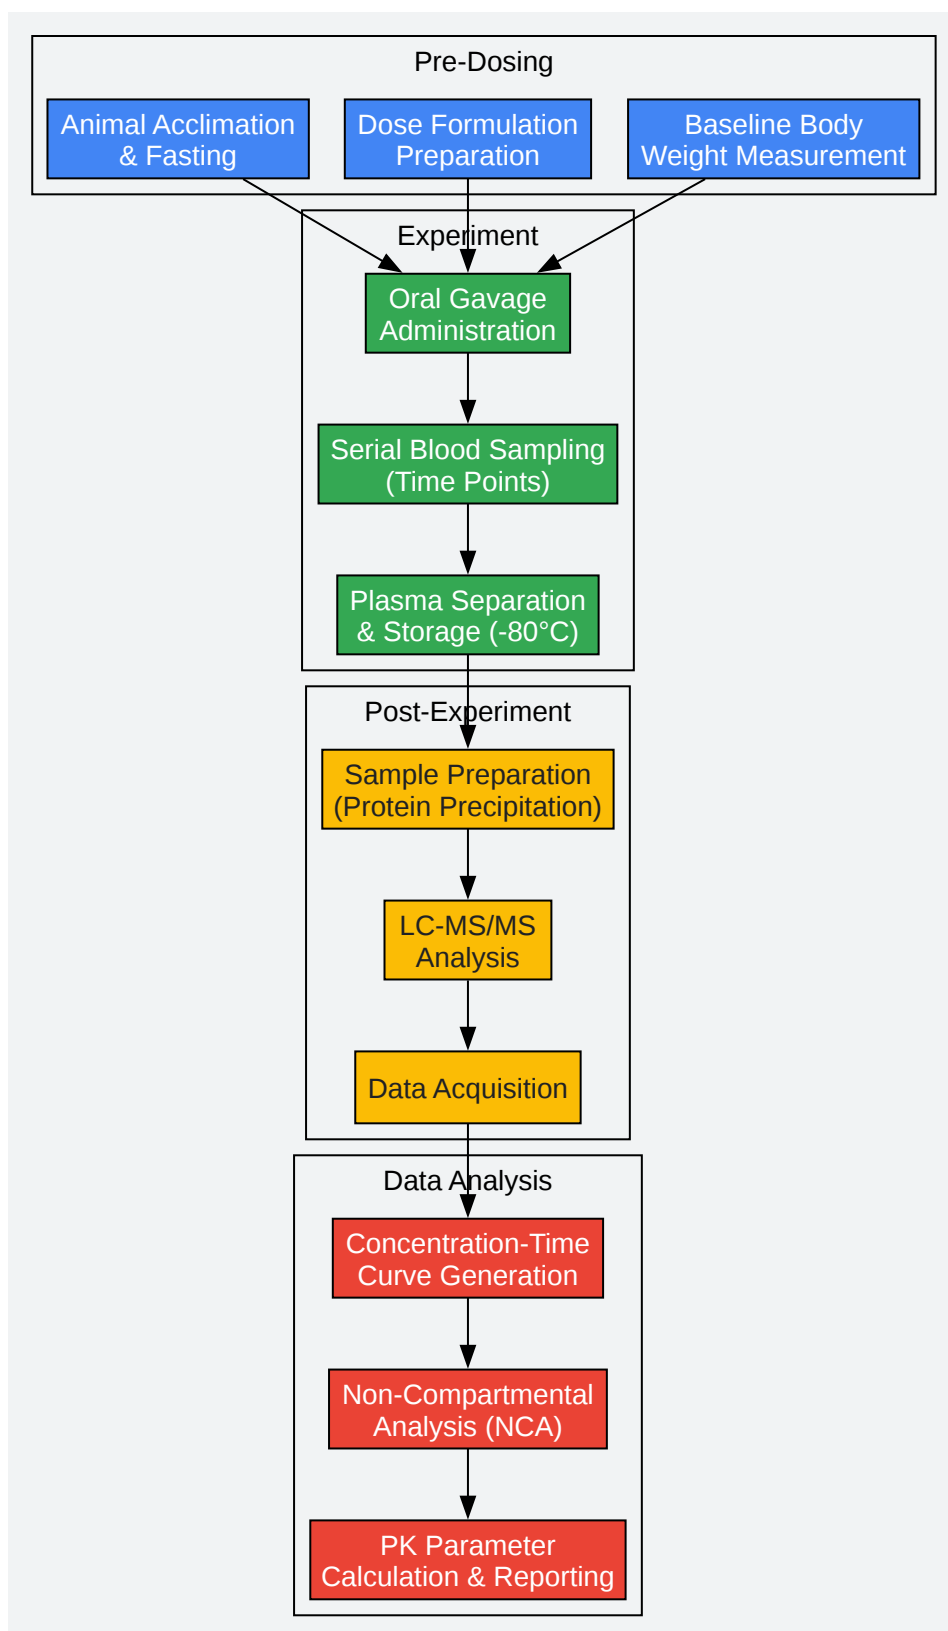 Pre-Dosing
Animal Acclimation
& Fasting
Dose Formulation
Preparation
Baseline Body
Weight Measurement
Experiment
Oral Gavage
Administration
Serial Blood Sampling
(Time Points)
Plasma Separation
& Storage (-80°C)
Post-Experiment
Sample Preparation
(Protein Precipitation)
LC-MS/MS
Analysis
Data Acquisition
Data Analysis
Concentration-Time
Curve Generation
Non-Compartmental
Analysis (NCA)
PK Parameter
Calculation & Reporting